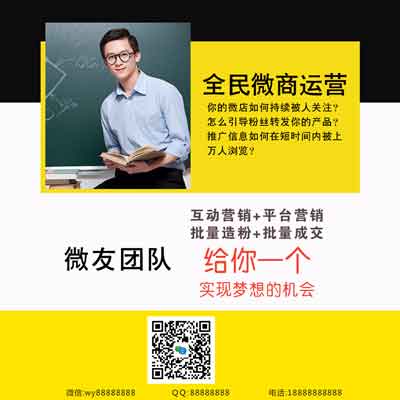 全民微商运营
你的微店如何持续被人关注?
怎么引导粉丝转发你的产品?
推广信息如何在短时间内被上
万人浏览?
互动营销+平台营销
批量造粉+批量成交
微友团队
给你一个
实现梦想的机会
微信:wy88888888
QQ:88888888
电话:18888888888